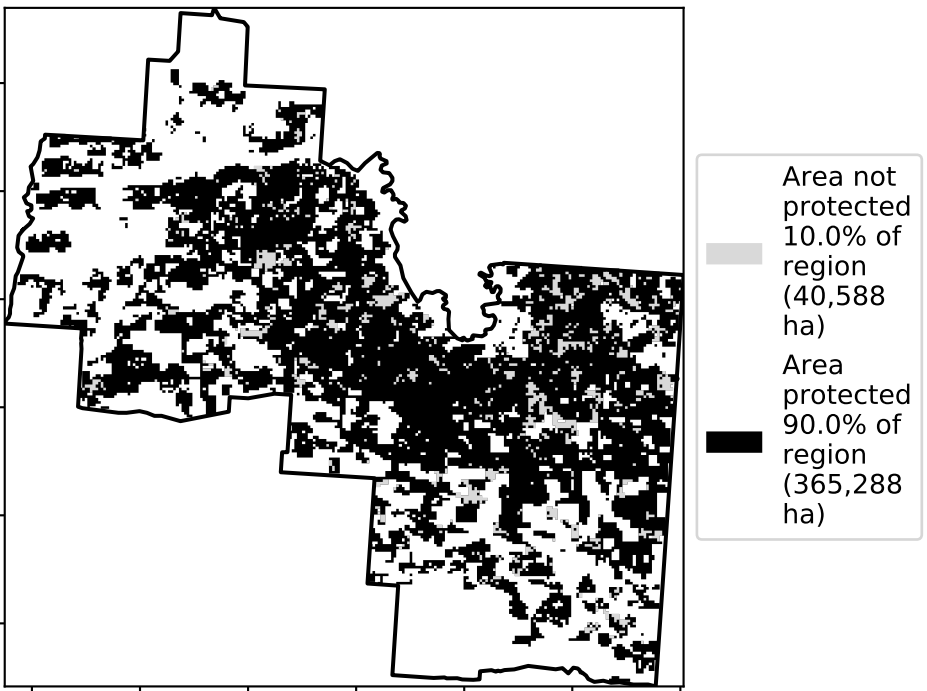 Area not
protected
10.0% of
region
(40,588
ha)
Area
protected
90.0% of
region
(365,288
ha)